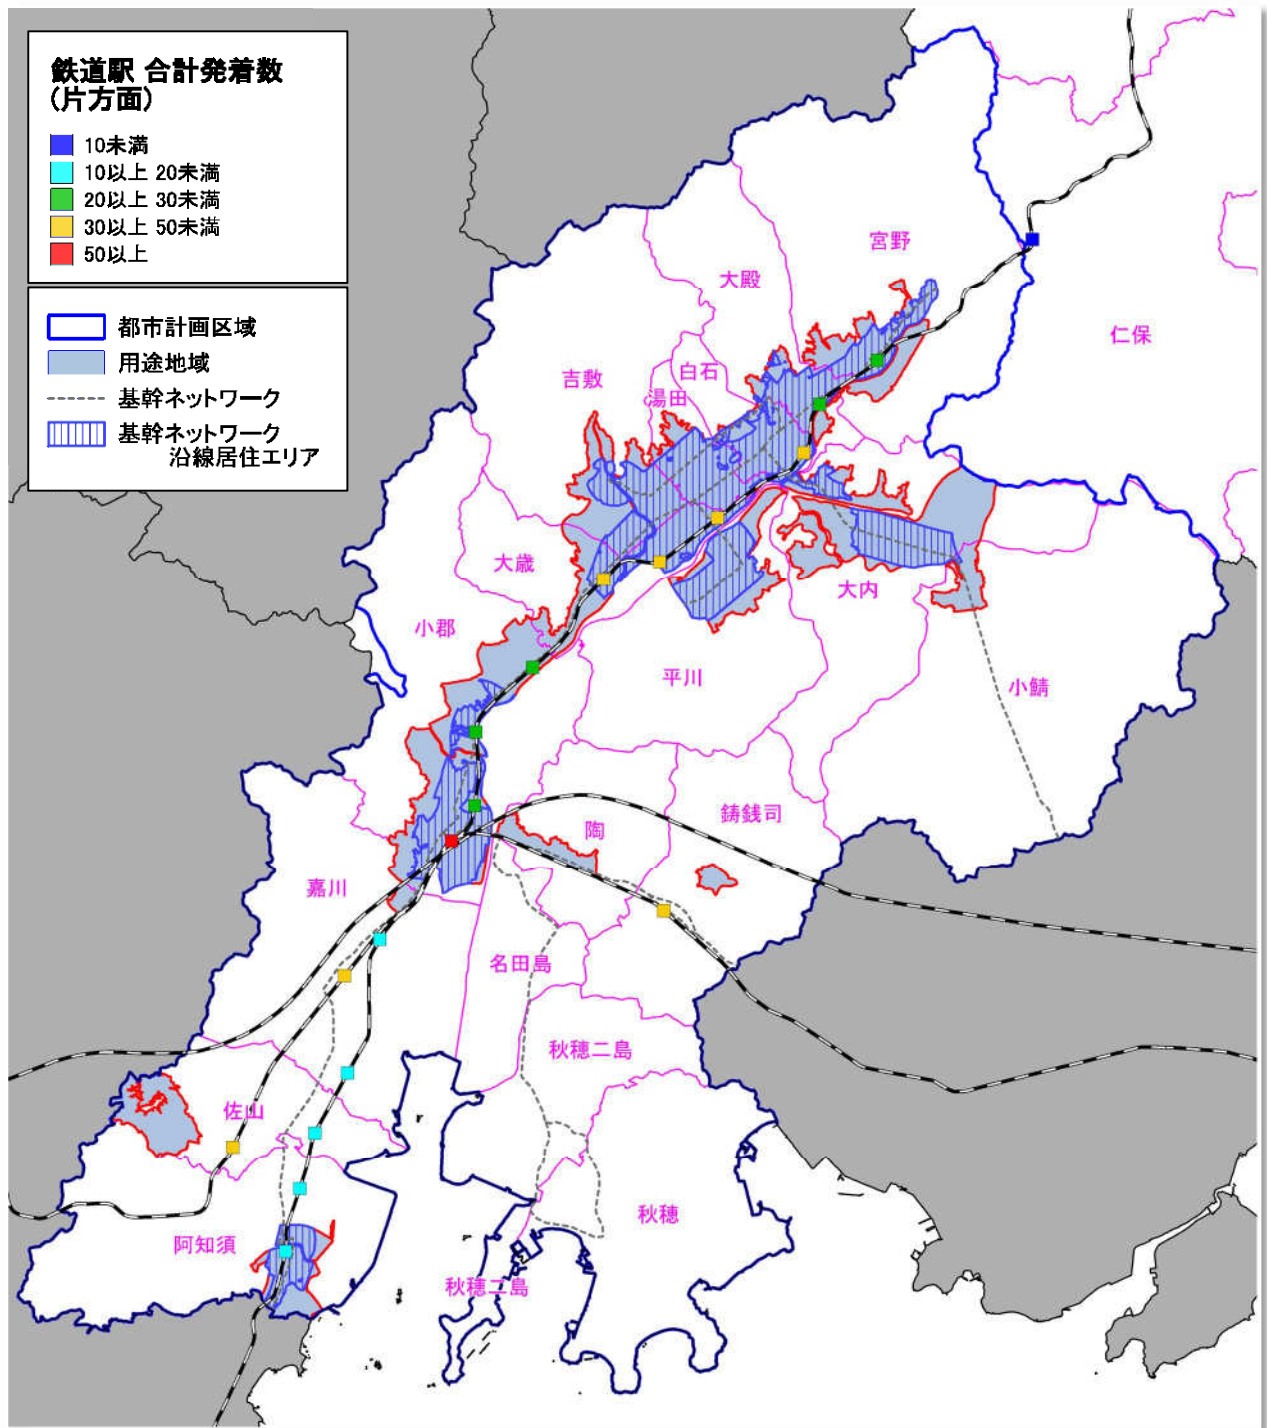 鉄道駅 合計発着数
(片方面)
10未満
10以上 20未満
20以上 30未満
30以上 50未満
50以上
都市計画区域
用途地域
基幹ネットワーク
基幹ネットワーク
沿線居住エリア
宮野
大殿
仁保
白石
吉敷
湯田
大歳
大内
小郡
平川
小鯖
鋳銭司
陶
嘉川
名田島
秋穂二島
佐山
秋穂
阿知須
秋穂二島